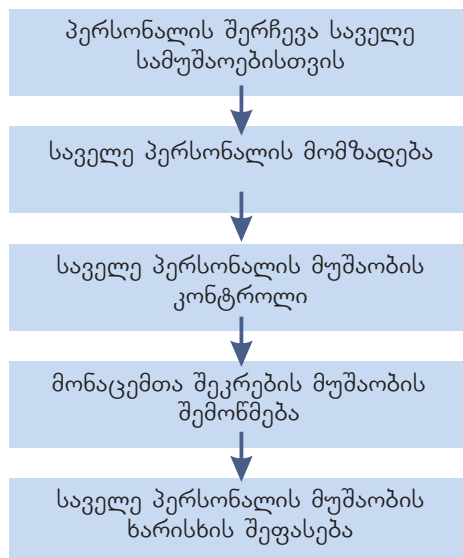 პერსონალის შერჩევა საველე
სამუშაოებისთვის
საველე პერსონალის მომზადება
საველე პერსონალის მუშაობის
კონტროლი
მონაცემთა შეკრების მუშაობის
შემოწმება
საველე პერსონალის მუშაობის
ხარისხის შეფასება